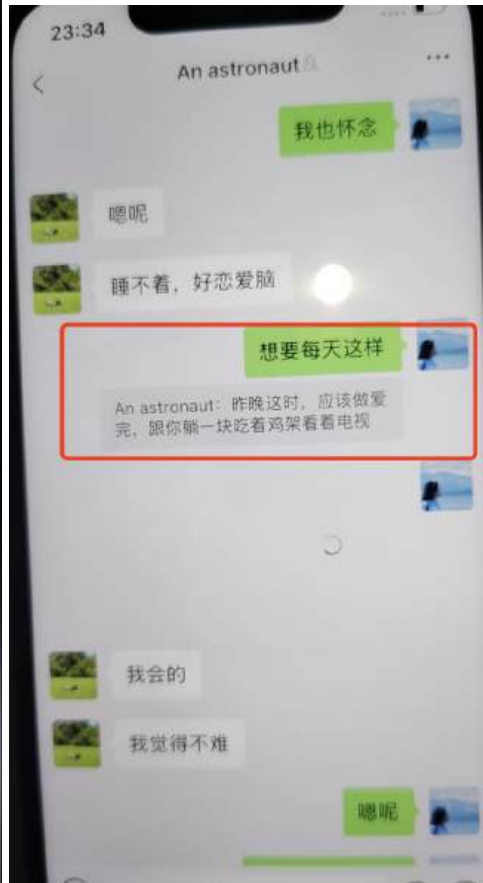 23:34
An astronaut
我也怀念
嗯呢
睡不着，好恋爱脑
想要每天这样
An astronaut：昨晚这时，应该做爱
完，跟你躺一块吃着鸡架看着电视
我会的
我觉得不难
嗯呢